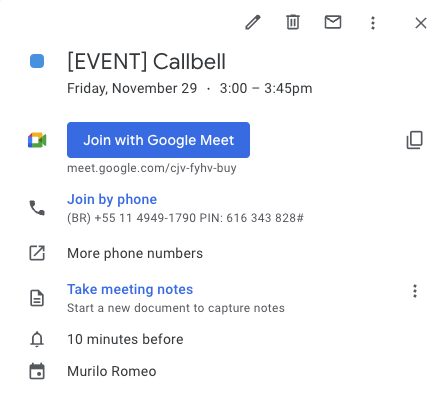 [EVENT] Callbell
Friday, November 29 · 3:00 – 3:45pm
Join with Google Meet
meet.google.com/cjv-fyhv-buy
Join by phone
(BR) +55 11 4949-1790 PIN: 616 343 828#
More phone numbers
Take meeting notes
Start a new document to capture notes
10 minutes before
Murilo Romeo